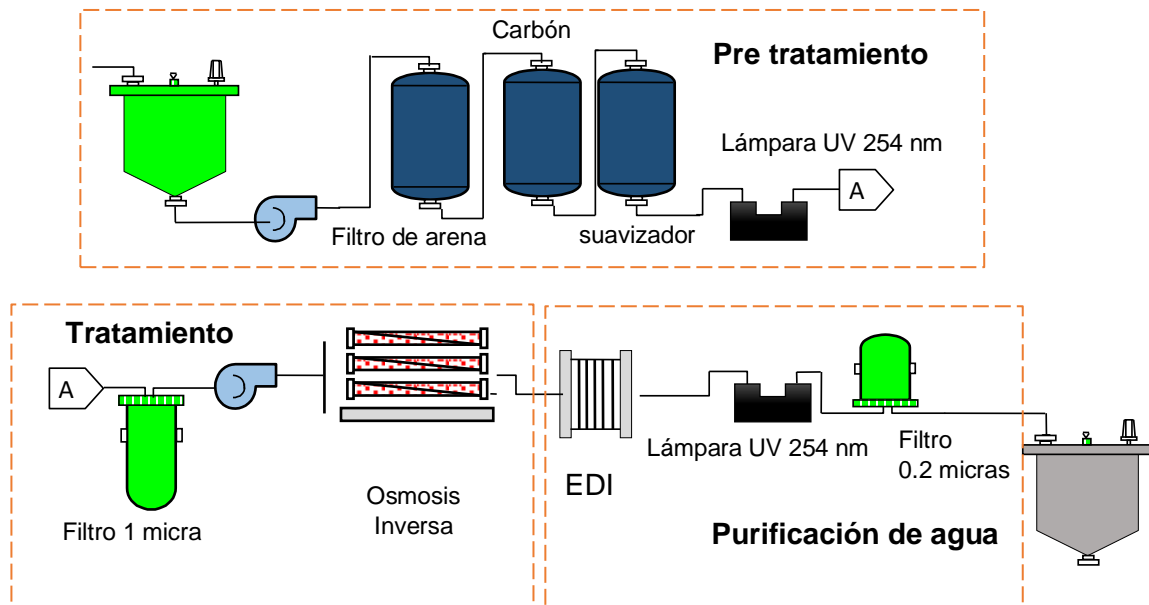 Carbón
Pre tratamiento
Lámpara UV 254 nm
A
Filtro de arena
suavizador
Tratamiento
A
Lámpara UV 254 nm
Filtro
0.2 micras
EDI
Osmosis
Inversa
Filtro 1 micra
Purificación de agua